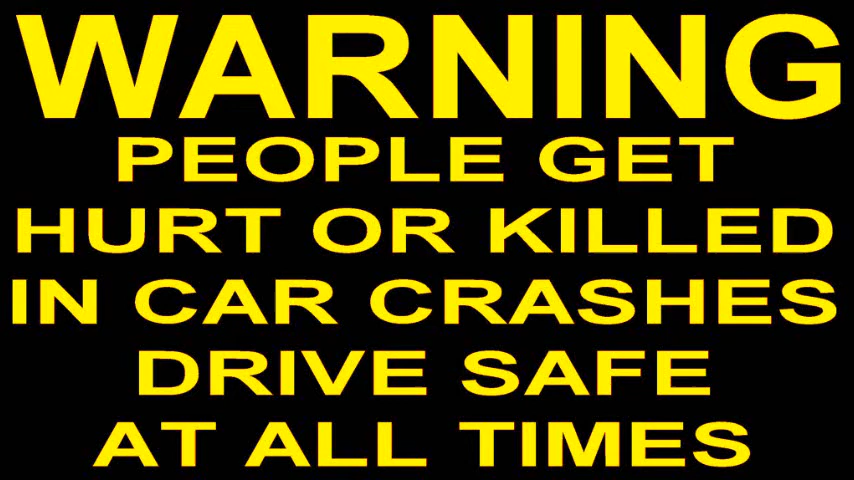 WARNING
PEOPLE GET
HURT OR KILLED
IN CAR CRASHES
DRIVE SAFE
AT ALL TIMES